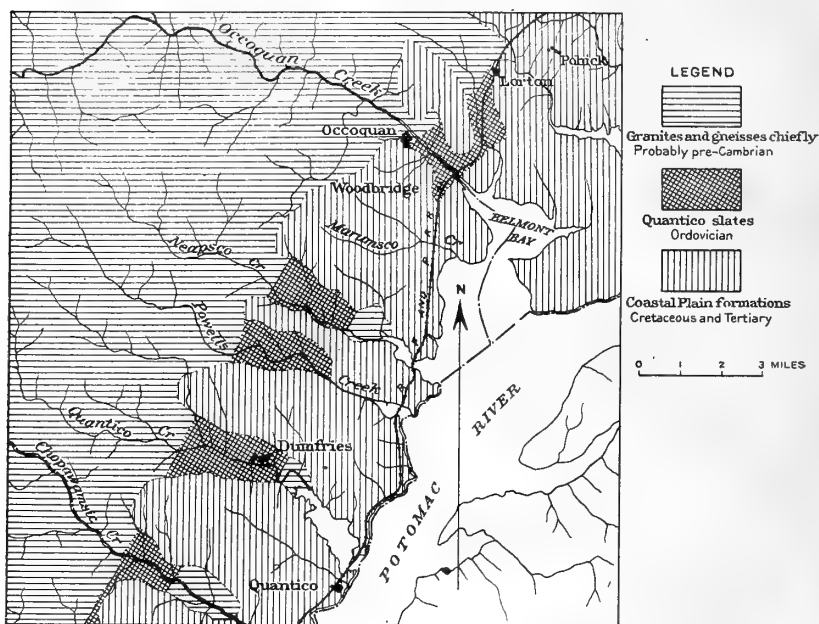 Occoquan
Creek
Pohick
Lorton
Occoquan
Woodbridge
BELMONT
BAY
Marumsco
Cr
Neabsco Cr
N
R F AND P R R
Powells
Creek
RIVER
POTOMAC
Quantico Cr
Dumfries
Chopawamsic Cr
Quantico
LEGEND
Granites and gneisses chiefly
Probably pre-Cambrian
Quantico slates
Ordovician
Coastal Plain formations
Cretaceous and Tertiary
0 1 2 3 MILES